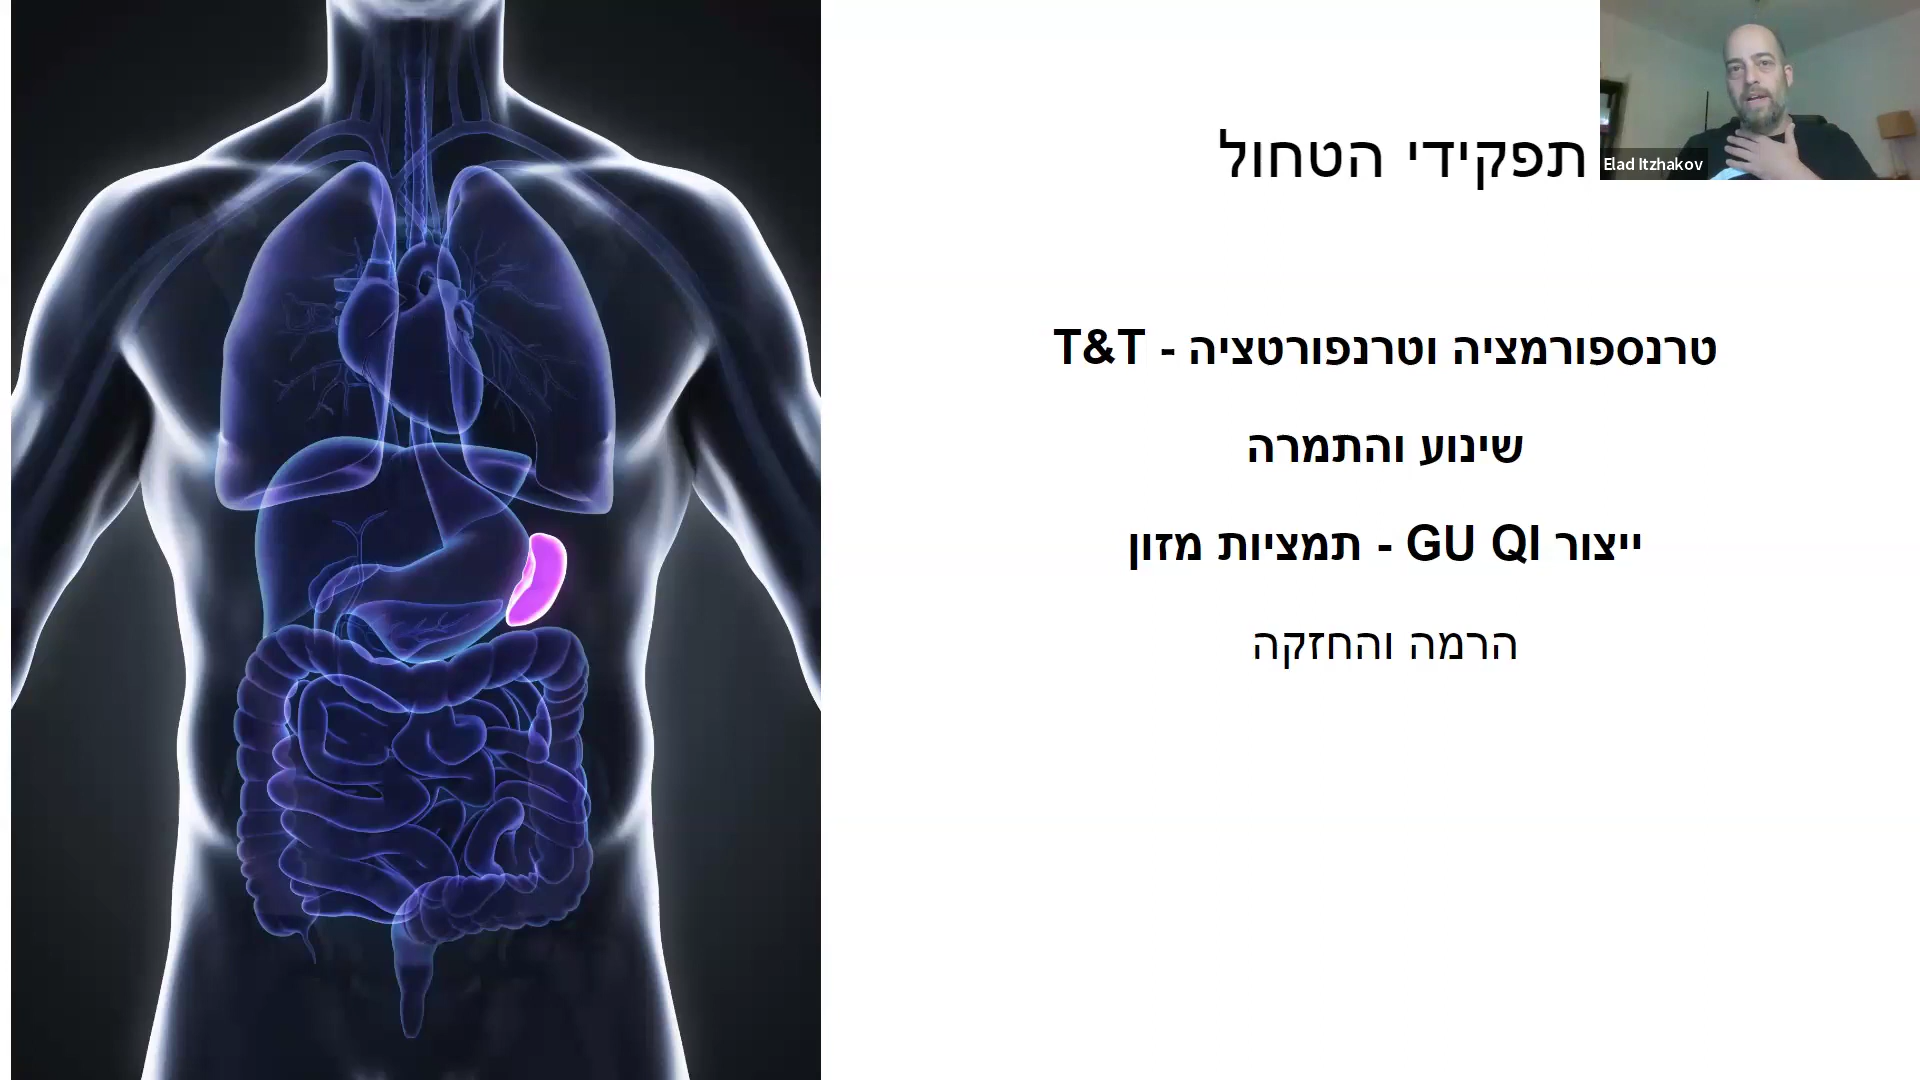 תפקידי הטחול
Elad Itzhakov
טרנספורמציה וטרנפורטציה - T&T
שינוע והתמרה
ייצור GU QI - תמציות מזון
הרמה והחזקה